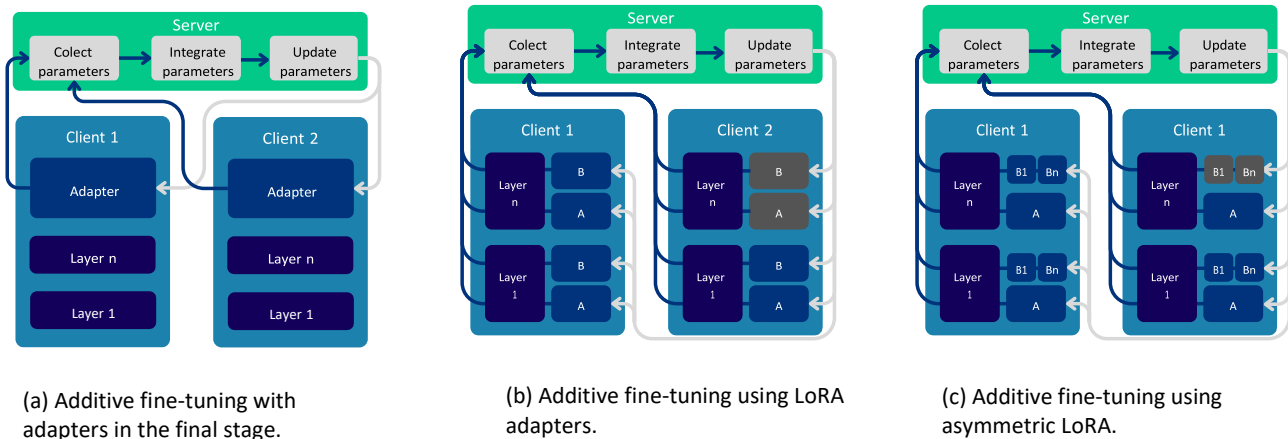 Server
Colect
parameters
Integrate
parameters
Update
parameters
Client 1
Adapter
Layer n
Layer 1
Client 2
Adapter
Layer n
Layer 1
(a) Additive fine-tuning with
adapters in the final stage.
Server
Colect
parameters
Integrate
parameters
Update
parameters
Client 1
Layer
n
B
A
Layer
1
B
A
Client 2
Layer
n
B
A
Layer
1
B
A
(b) Additive fine-tuning using LoRA
adapters.
Server
Colect
parameters
Integrate
parameters
Update
parameters
Client 1
Layer
n
B1 Bn
A
Layer
1
B1 Bn
A
Client 1
Layer
n
B1 Bn
A
Layer
1
B1 Bn
A
(c) Additive fine-tuning using
asymmetric LoRA.